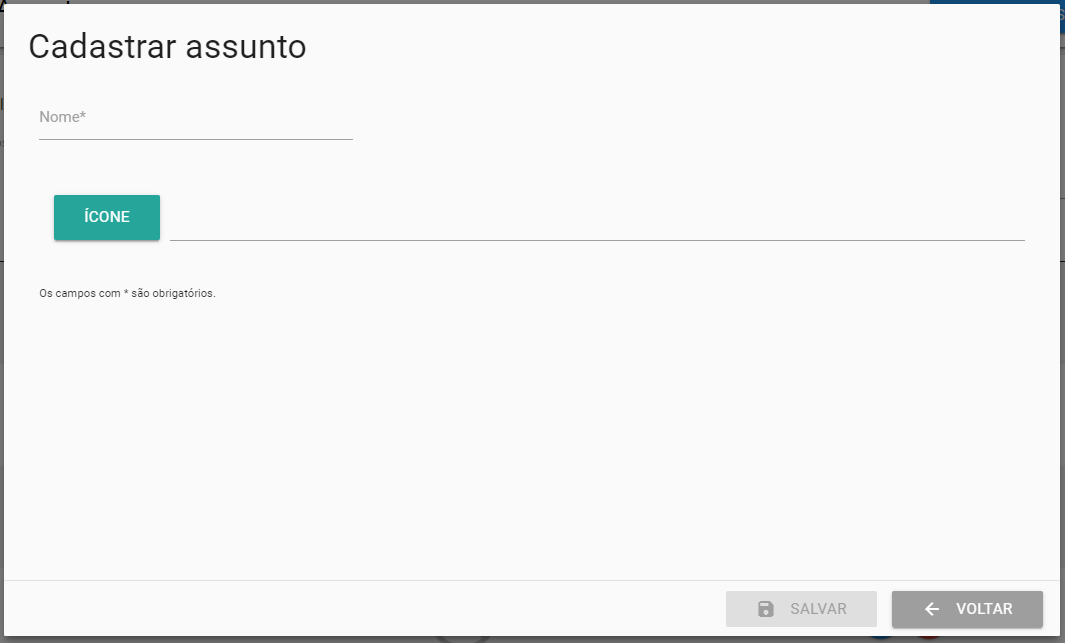 Cadastrar assunto
Nome*
ÍCONE
Os campos com * são obrigatórios.
SALVAR
VOLTAR